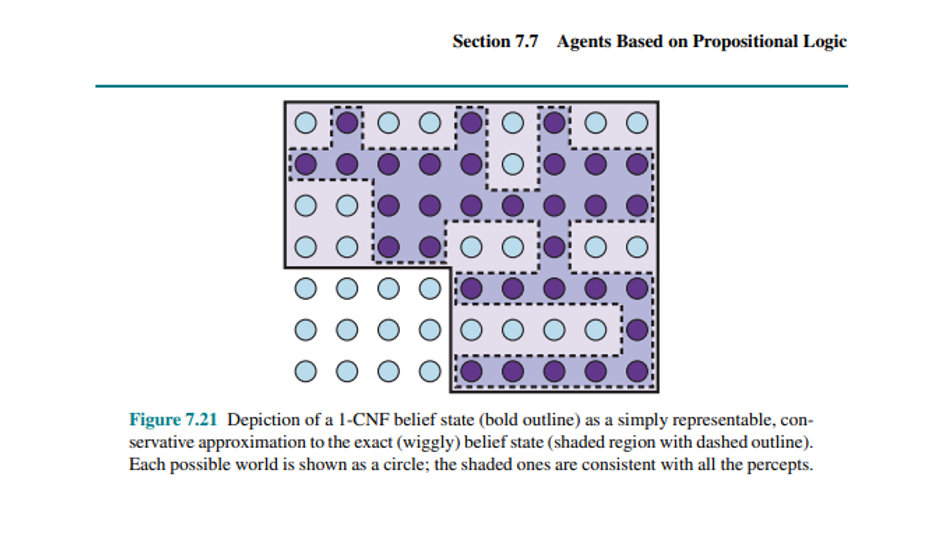 Section 7.7 Agents Based on Propositional Logic
Figure 7.21 Depiction of a 1-CNF belief state (bold outline) as a simply representable, con-
servative approximation to the exact (wiggly) belief state (shaded region with dashed outline).
Each possible world is shown as a circle; the shaded ones are consistent with all the percepts.